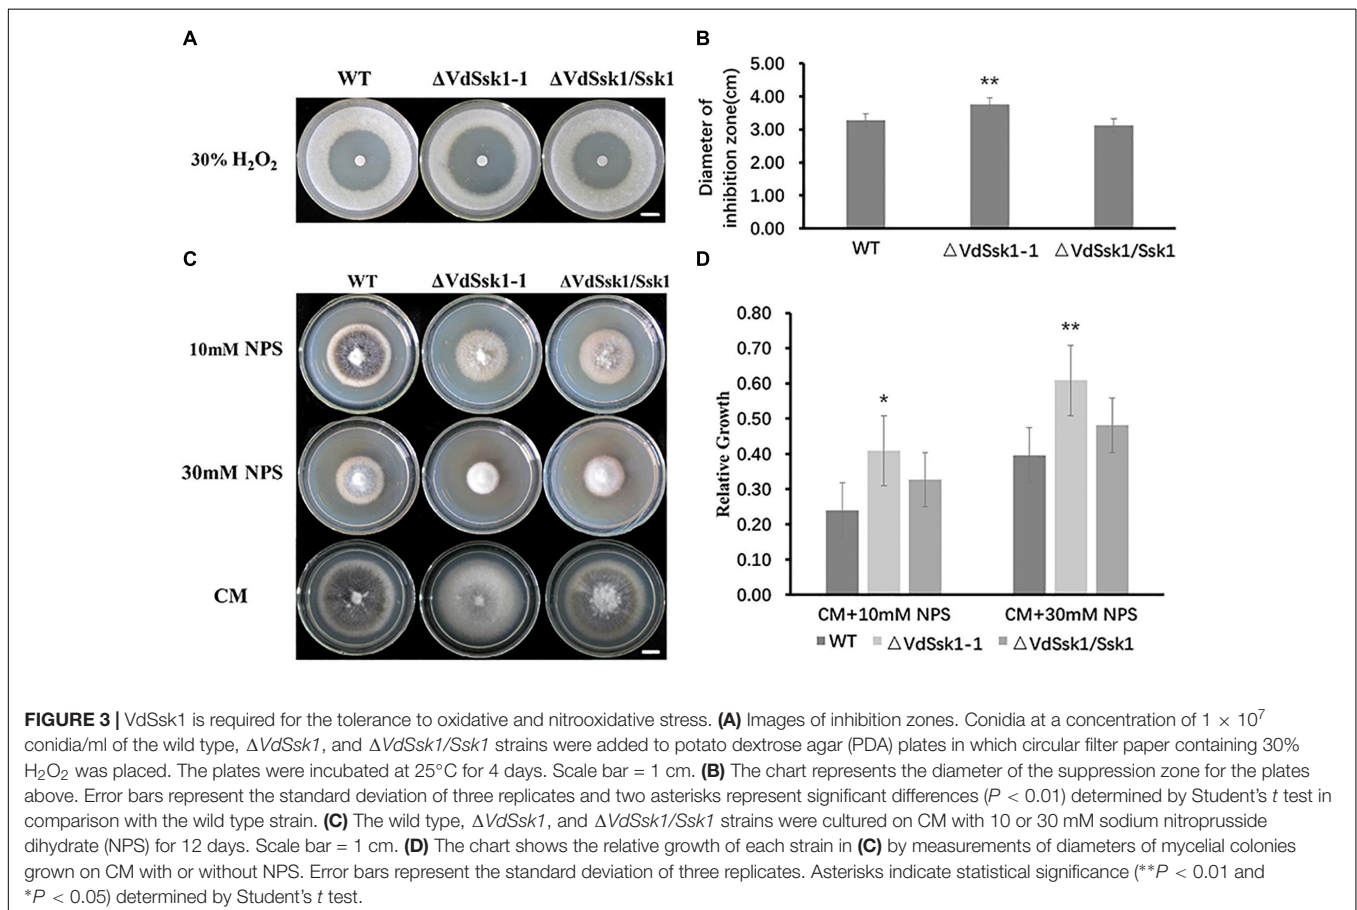 A
WT ΔVdSsk1-1 ΔVdSsk1/Ssk1
30% H₂O₂
B
5.00
4.00
3.00
2.00
1.00
0.00
Diameter of
inhibition zone(cm)
**
WT △VdSsk1-1 △VdSsk1/Ssk1
C
WT ΔVdSsk1-1 ΔVdSsk1/Ssk1
10mM NPS
30mM NPS
CM
D
0.80
0.70
0.60
0.50
0.40
0.30
0.20
0.10
0.00
Relative Growth
*
**
CM+10mM NPS CM+30mM NPS
WT △VdSsk1-1 △VdSsk1/Ssk1
FIGURE 3 | VdSsk1 is required for the tolerance to oxidative and nitrooxidative stress. (A) Images of inhibition zones. Conidia at a concentration of 1 × 10⁷
conidia/ml of the wild type, ΔVdSsk1, and ΔVdSsk1/Ssk1 strains were added to potato dextrose agar (PDA) plates in which circular filter paper containing 30%
H₂O₂ was placed. The plates were incubated at 25°C for 4 days. Scale bar = 1 cm. (B) The chart represents the diameter of the suppression zone for the plates
above. Error bars represent the standard deviation of three replicates and two asterisks represent significant differences (P < 0.01) determined by Student's t test in
comparison with the wild type strain. (C) The wild type, ΔVdSsk1, and ΔVdSsk1/Ssk1 strains were cultured on CM with 10 or 30 mM sodium nitroprusside
dihydrate (NPS) for 12 days. Scale bar = 1 cm. (D) The chart shows the relative growth of each strain in (C) by measurements of diameters of mycelial colonies
grown on CM with or without NPS. Error bars represent the standard deviation of three replicates. Asterisks indicate statistical significance (**P < 0.01 and
*P < 0.05) determined by Student's t test.